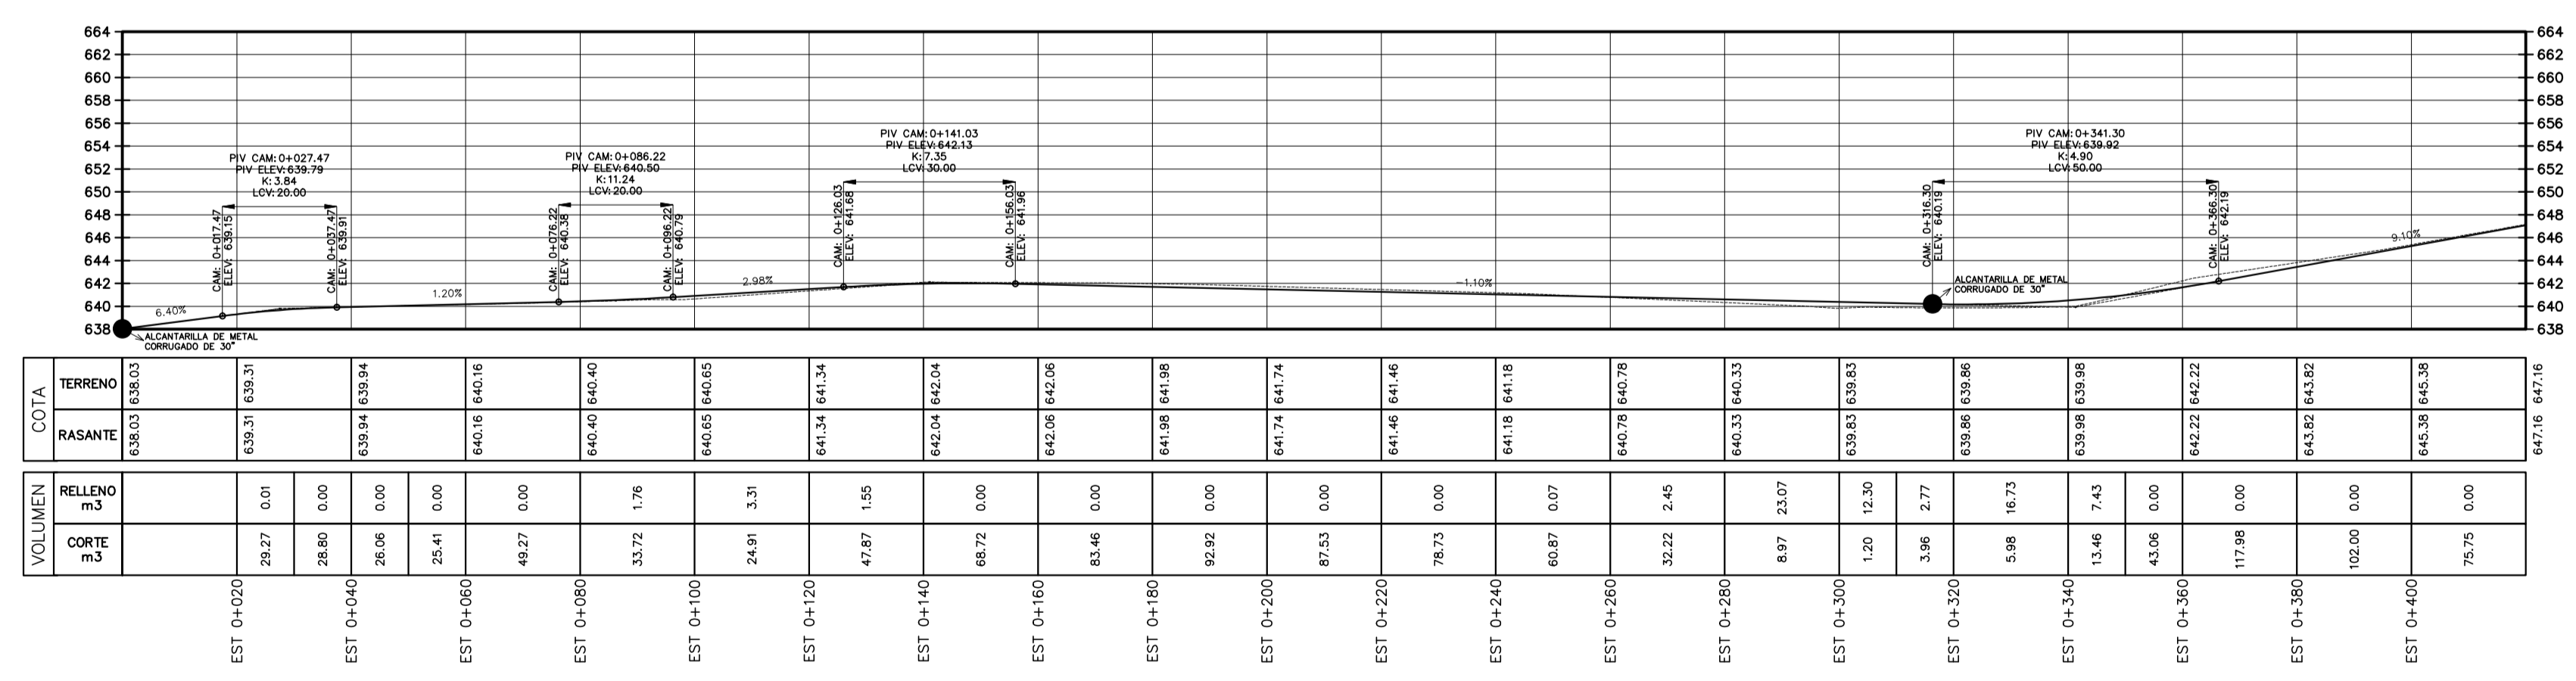 664
662
660
658
656
654
652
650
648
646
644
642
640
638
664
662
660
658
656
654
652
650
648
646
644
642
640
638
PIV CAM: 0+027.47
PIV ELEV: 639.79
K: 3.84
LCV: 20.00
CAM: 0+017.47
ELEV: 639.15
CAM: 0+037.47
ELEV: 639.91
PIV CAM: 0+086.22
PIV ELEV: 640.50
K: 11.24
LCV: 20.00
CAM: 0+076.22
ELEV: 640.38
CAM: 0+096.22
ELEV: 640.79
PIV CAM: 0+141.03
PIV ELEV: 642.13
K: 7.35
LCV: 30.00
CAM: 0+126.03
ELEV: 641.68
CAM: 0+156.03
ELEV: 641.96
PIV CAM: 0+341.30
PIV ELEV: 639.92
K: 4.90
LCV: 50.00
CAM: 0+316.30
ELEV: 640.19
CAM: 0+366.30
ELEV: 642.19
6.40%
1.20%
2.98%
-1.10%
9.10%
ALCANTARILLA DE METAL
CORRUGADO DE 30"
ALCANTARILLA DE METAL
CORRUGADO DE 30"
COTA
TERRENO 638.03 639.31 639.94 640.16 640.40 640.65 641.34 642.04 642.06 641.98 641.74 641.46 641.18 640.78 640.33 639.83 639.86 639.98 642.22 643.82 645.38 647.16
RASANTE 638.03 639.31 639.94 640.16 640.40 640.65 641.34 642.04 642.06 641.98 641.74 641.46 641.18 640.78 640.33 639.83 639.86 639.98 642.22 643.82 645.38 647.16
VOLUMEN
RELLENO
m3
0.01 0.00 0.00 0.00 0.00 1.76 3.31 1.55 0.00 0.00 0.00 0.00 0.00 0.07 2.45 23.07 12.30 2.77 16.73 7.43 0.00 0.00 0.00 0.00
CORTE
m3
29.27 28.80 26.06 25.41 49.27 33.72 24.91 47.87 68.72 83.46 92.92 87.53 78.73 60.87 32.22 8.97 1.20 3.96 5.98 13.46 43.06 117.98 102.00 75.75
EST 0+020
EST 0+040
EST 0+060
EST 0+080
EST 0+100
EST 0+120
EST 0+140
EST 0+160
EST 0+180
EST 0+200
EST 0+220
EST 0+240
EST 0+260
EST 0+280
EST 0+300
EST 0+320
EST 0+340
EST 0+360
EST 0+380
EST 0+400